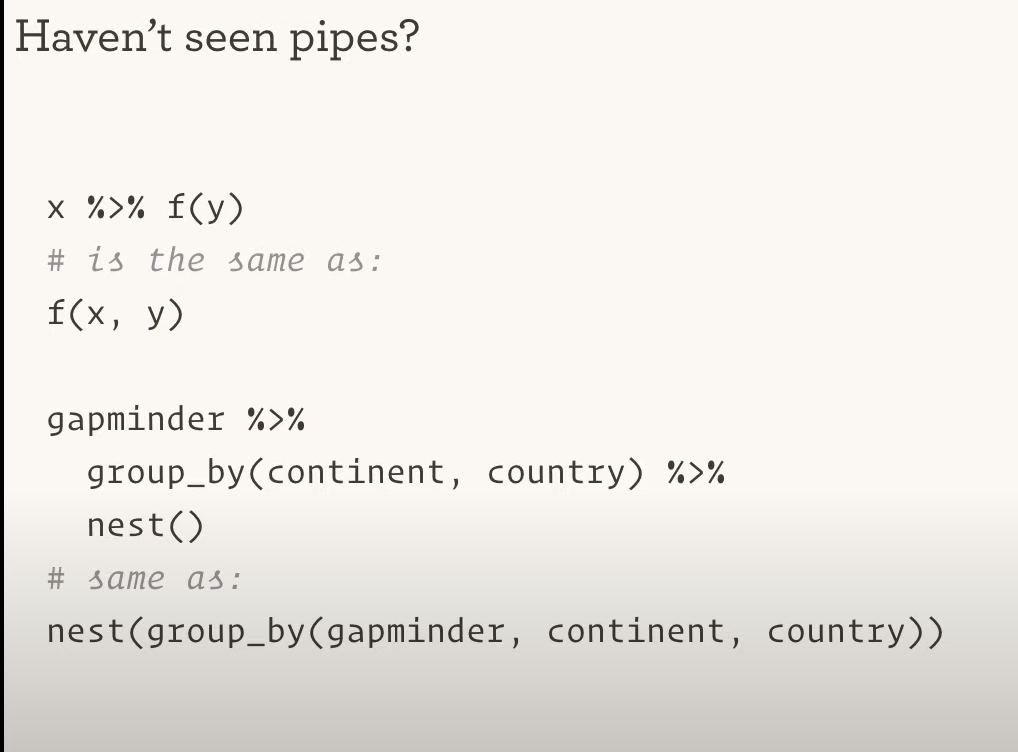 Haven’t seen pipes?
x %>% f(y)
# is the same as:
f(x, y)
gapminder %>%
group_by(continent, country) %>%
nest()
# same as:
nest(group_by(gapminder, continent, country))